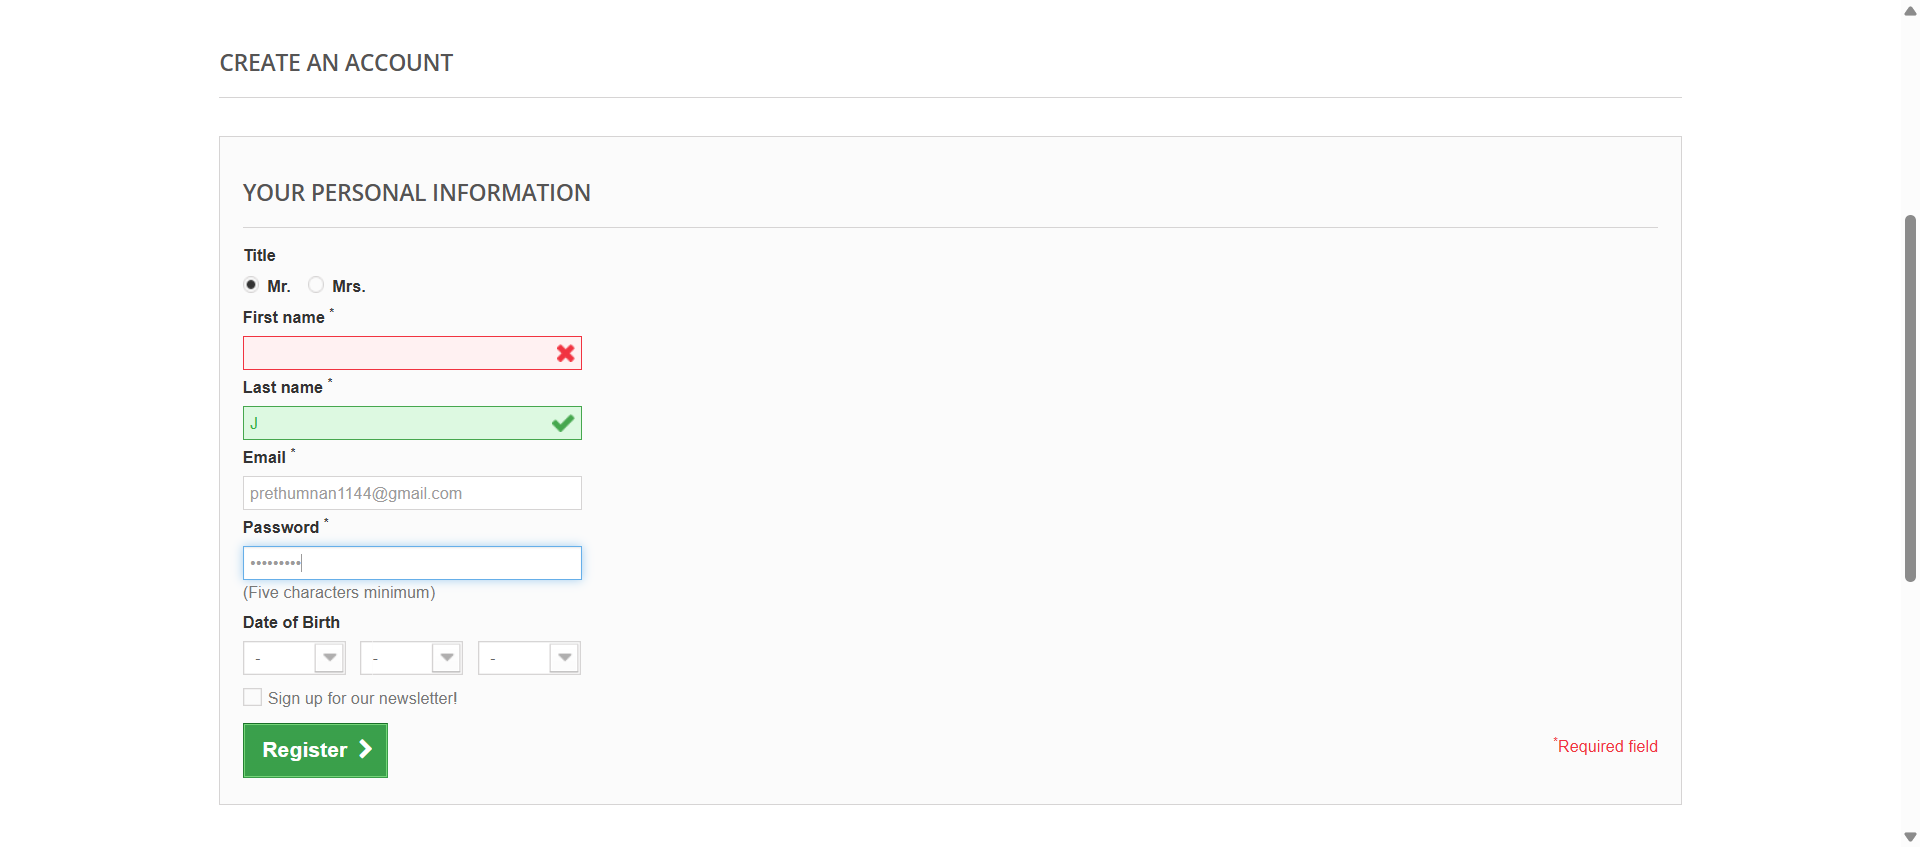 CREATE AN ACCOUNT
YOUR PERSONAL INFORMATION
Title
Mr. Mrs.
First name *
Last name *
J
Email *
prethumnan1144@gmail.com
Password *
•••••••••
(Five characters minimum)
Date of Birth
- - -
Sign up for our newsletter!
Register
*Required field